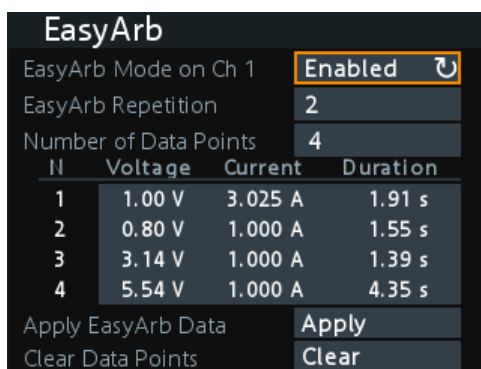 EasyArb
EasyArb Mode on Ch 1 Enabled
EasyArb Repetition 2
Number of Data Points 4
N Voltage Current Duration
1 1.00 V 3.025 A 1.91 s
2 0.80 V 1.000 A 1.55 s
3 3.14 V 1.000 A 1.39 s
4 5.54 V 1.000 A 4.35 s
Apply EasyArb Data Apply
Clear Data Points Clear